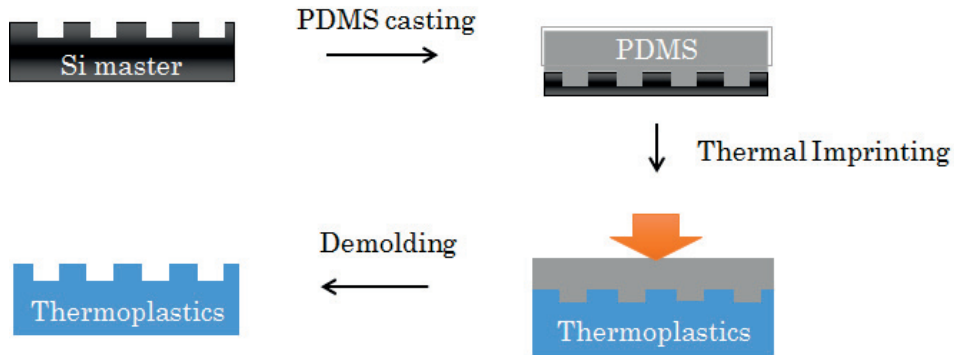 PDMS casting
Si master
PDMS
Thermal Imprinting
Demolding
Thermoplastics
Thermoplastics